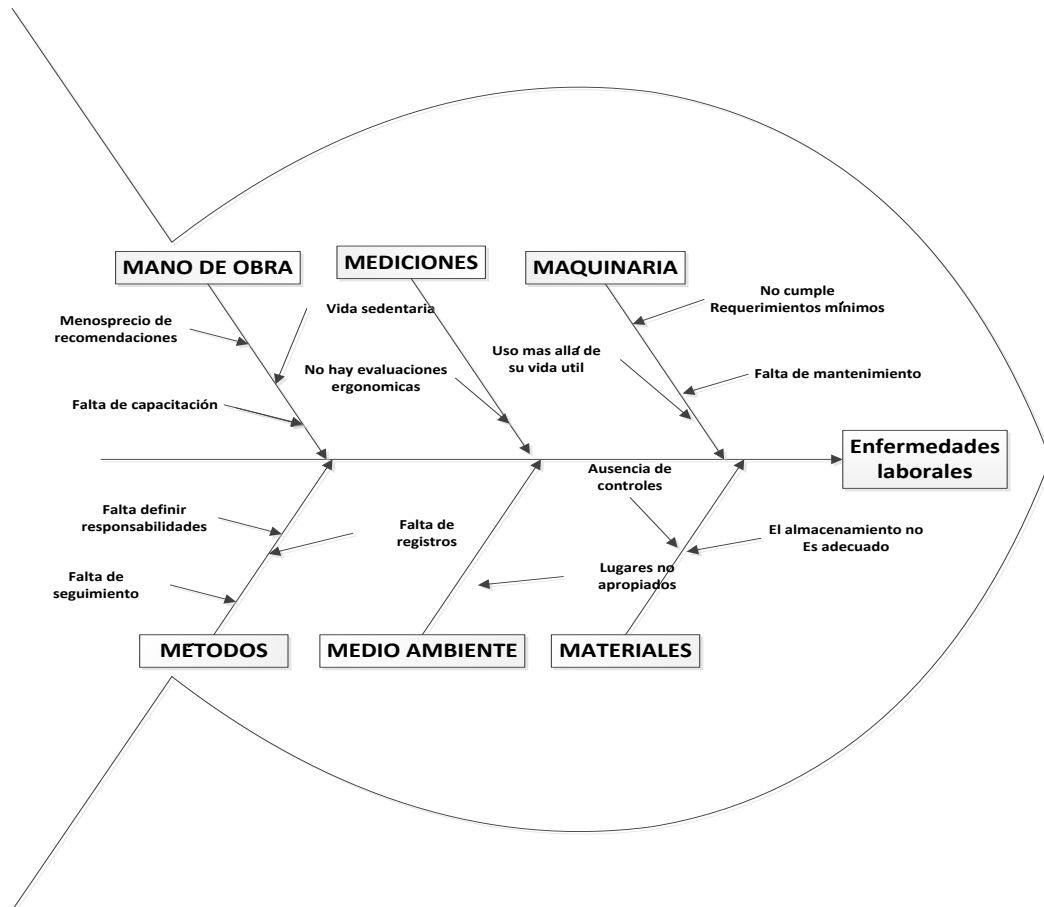 MANO DE OBRA
MEDICIONES
MAQUINARIA
Menosprecio de
recomendaciones
Vida sedentaria
No cumple
Requerimientos mínimos
No hay evaluaciones
ergonomicas
Uso mas allá de
su vida util
Falta de mantenimiento
Falta de capacitación
Enfermedades
laborales
Ausencia de
controles
Falta definir
responsabilidades
Falta de
registros
El almacenamiento no
Es adecuado
Falta de
seguimiento
Lugares no
apropiados
MÉTODOS
MEDIO AMBIENTE
MATERIALES